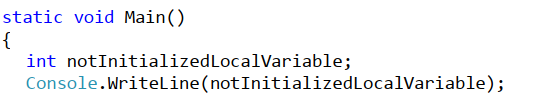 static void Main()
{
int notInitializedLocalVariable;
Console.WriteLine(notInitializedLocalVariable);